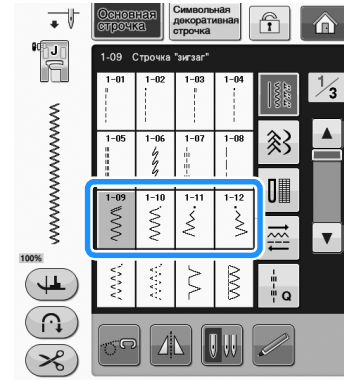 Основная
строчка
Символьная
декоративная
строчка
J
1-09 Строчка "зигзаг"
1/3
1-01 1-02 1-03 1-04
1-05 1-06 1-07 1-08
1-09 1-10 1-11 1-12
100%
Q